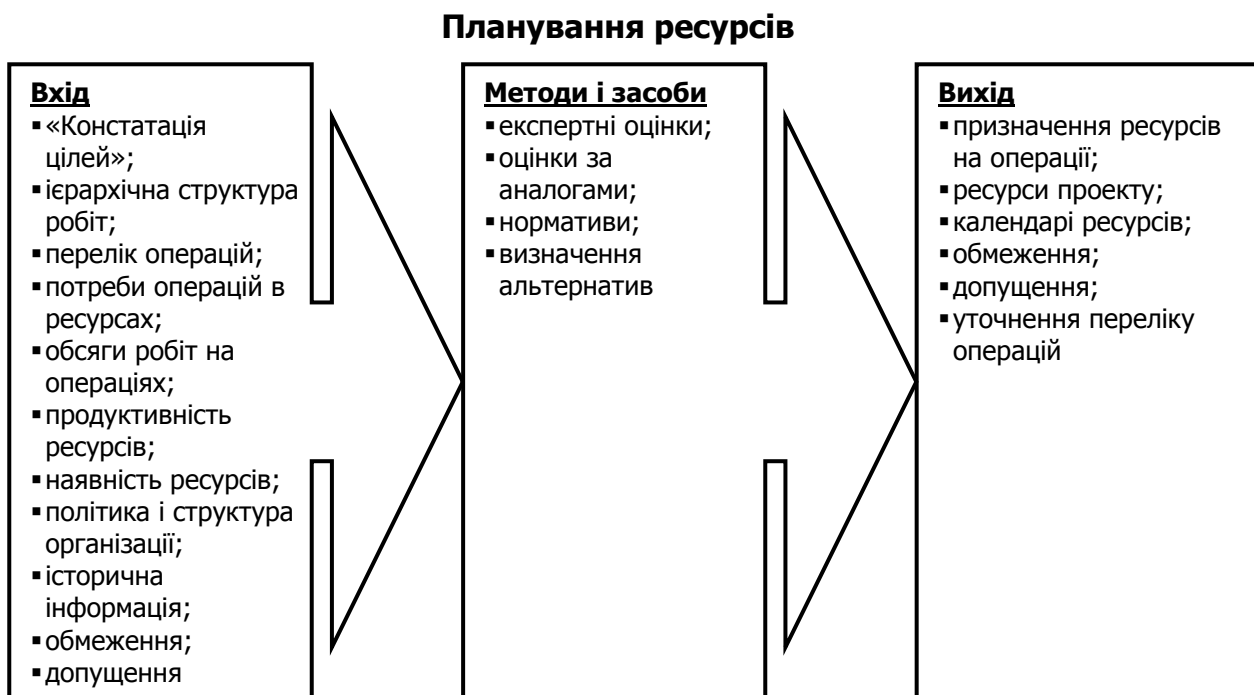 Планування ресурсів
Вхід
▪«Констатація
цілей»;
▪ієрархічна структура
робіт;
▪перелік операцій;
▪потреби операцій в
ресурсах;
▪обсяги робіт на
операціях;
▪продуктивність
ресурсів;
▪наявність ресурсів;
▪політика і структура
організації;
▪історична
інформація;
▪обмеження;
▪допущення
Методи і засоби
▪експертні оцінки;
▪оцінки за
аналогами;
▪нормативи;
▪визначення
альтернатив
Вихід
▪призначення ресурсів
на операції;
▪ресурси проекту;
▪календарі ресурсів;
▪обмеження;
▪допущення;
▪уточнення переліку
операцій